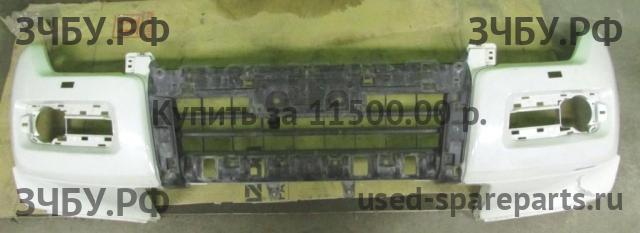 ЗЧБУ.РФ ЗЧБУ.РФ
Купить за 11500.00 р.
ЗЧБУ.РФ used-spareparts.ru